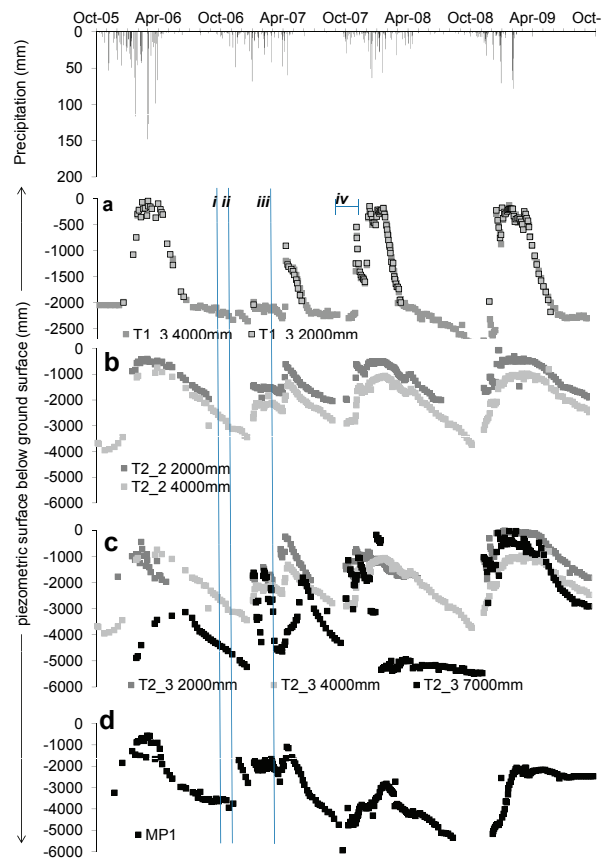 Oct-05 Apr-06 Oct-06 Apr-07 Oct-07 Apr-08 Oct-08 Apr-09 Oct-
Precipitation (mm)
0
50
100
150
200
piezometric surface below ground surface (mm)
a
i ii iii iv
0
-500
-1000
-1500
-2000
-2500
T1_3 4000mm T1_3 2000mm
b
0
-1000
-2000
-3000
-4000
-5000
-6000
T2_2 2000mm
T2_2 4000mm
c
0
-1000
-2000
-3000
-4000
-5000
-6000
T2_3 2000mm T2_3 4000mm T2_3 7000mm
d
0
-1000
-2000
-3000
-4000
-5000
-6000
MP1